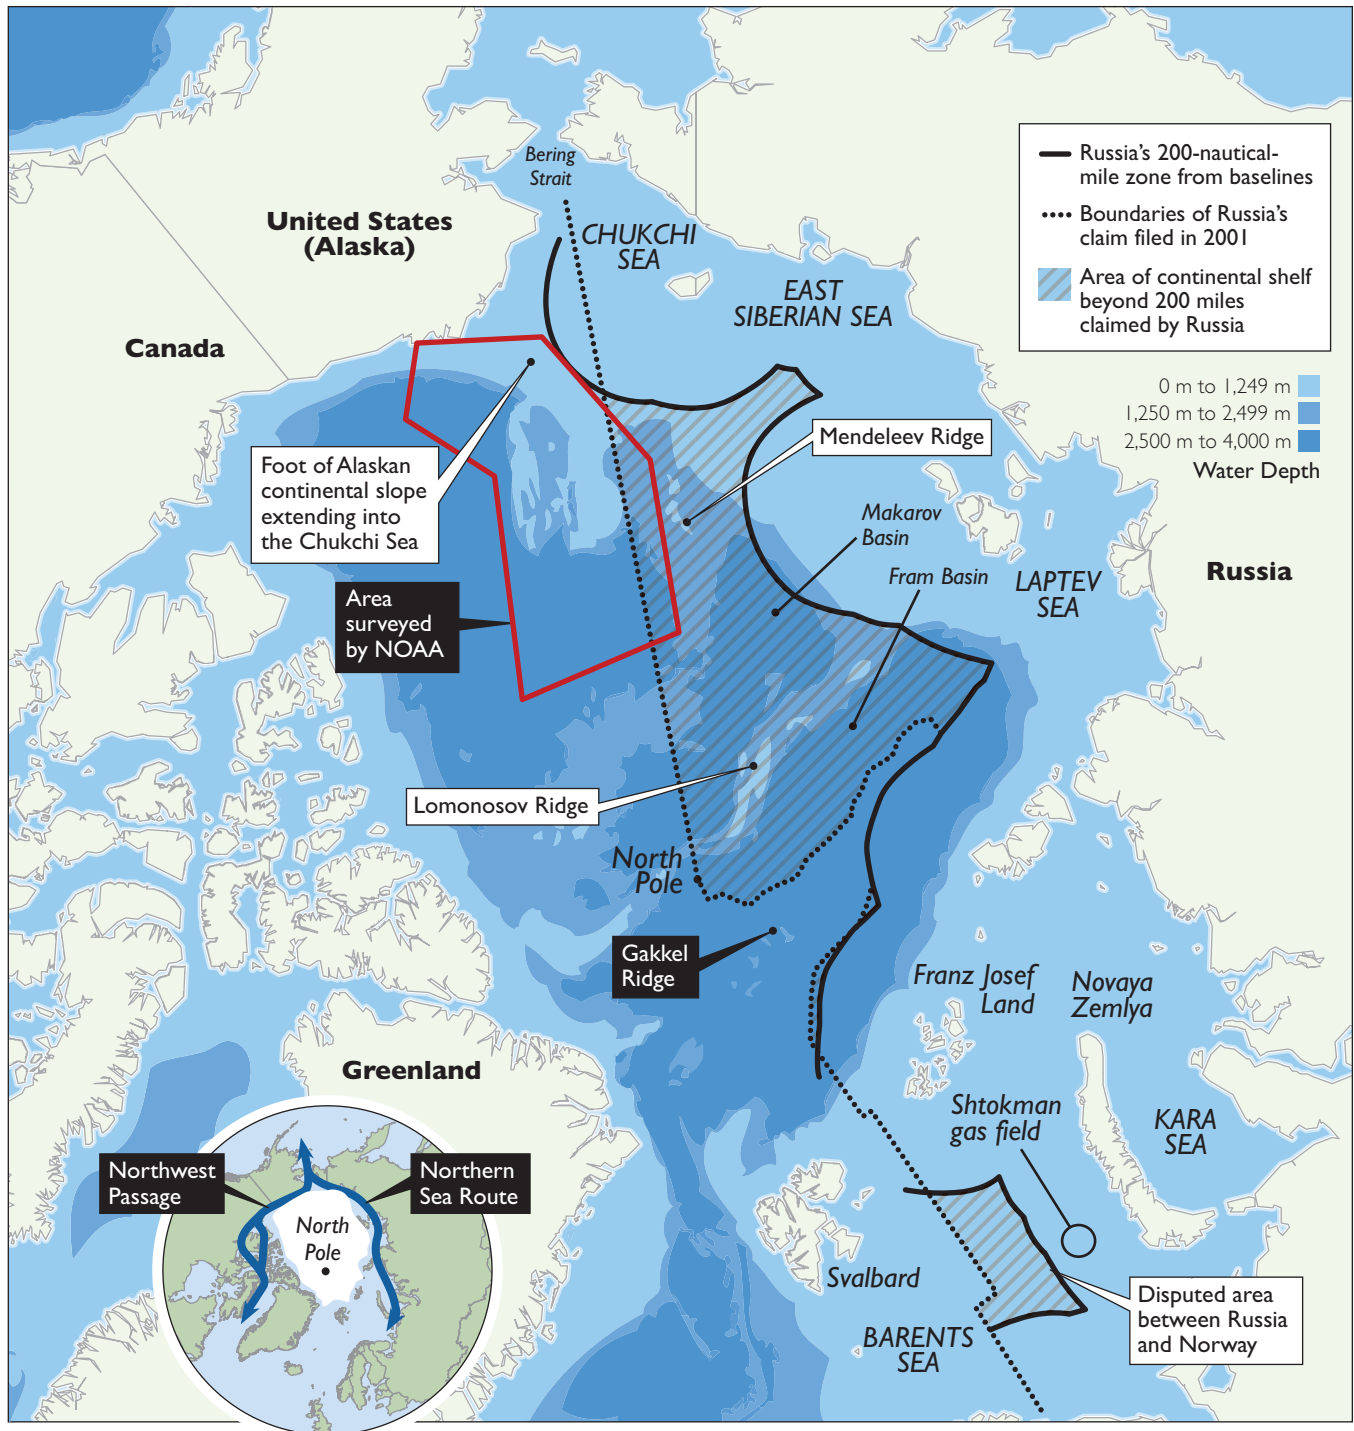 Bering
Strait
United States
(Alaska)
CHUKCHI
SEA
EAST
SIBERIAN SEA
Canada
Russia's 200-nautical-
mile zone from baselines
Boundaries of Russia's
claim filed in 2001
Area of continental shelf
beyond 200 miles
claimed by Russia
0 m to 1,249 m
1,250 m to 2,499 m
2,500 m to 4,000 m
Water Depth
Mendeleev Ridge
Foot of Alaskan
continental slope
extending into
the Chukchi Sea
Makarov
Basin
Fram Basin
LAPTEV
SEA
Russia
Area
surveyed
by NOAA
Lomonosov Ridge
North
Pole
Gakkel
Ridge
Franz Josef
Land
Novaya
Zemlya
Greenland
Shtokman
gas field
KARA
SEA
Northwest
Passage
Northern
Sea Route
North
Pole
Svalbard
Disputed area
between Russia
and Norway
BARENTS
SEA